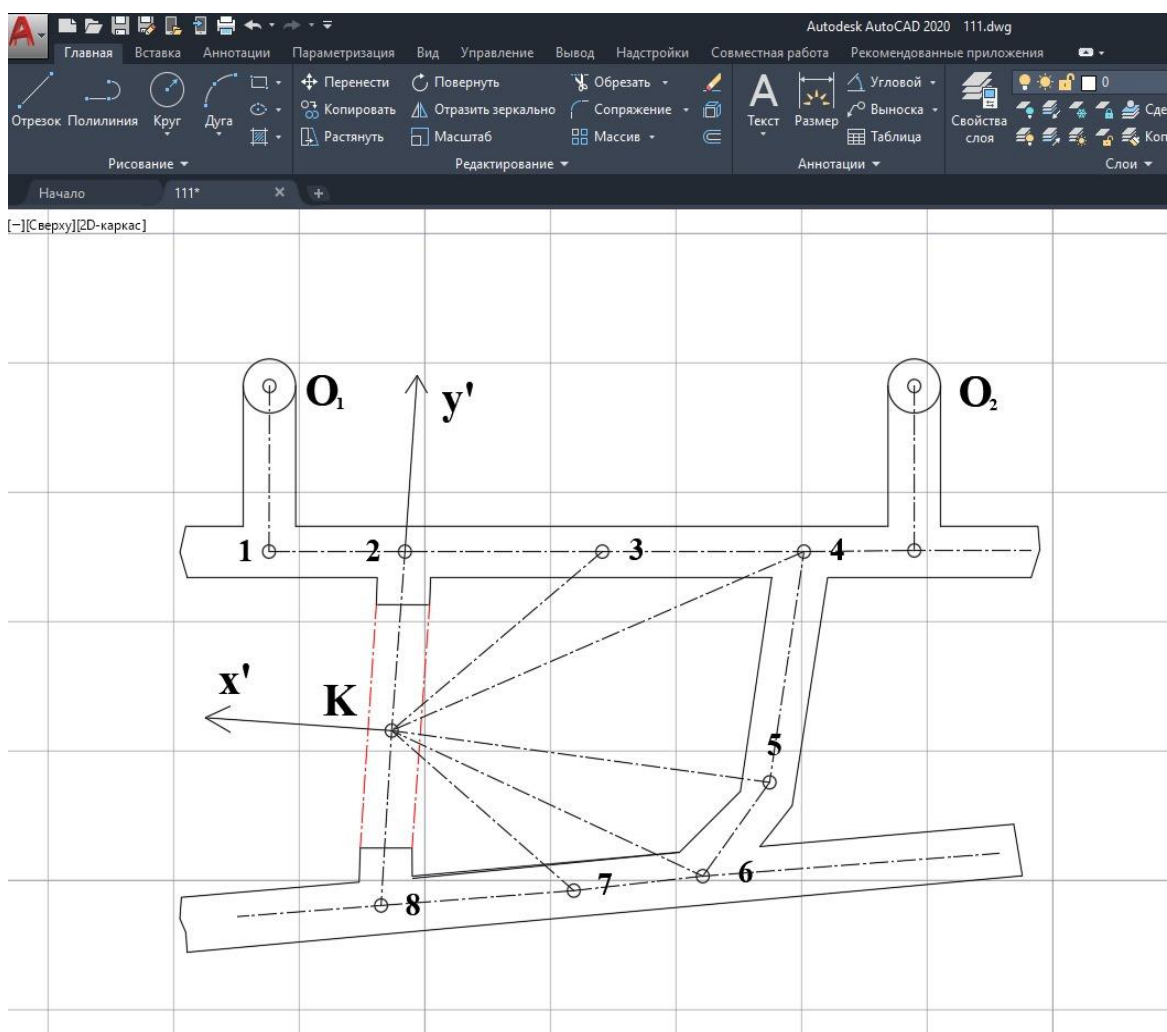 Autodesk AutoCAD 2020 111.dwg
Главная Вставка Аннотации Параметризация Вид Управление Вывод Надстройки Совместная работа Рекомендованные приложения
Отрезок Полилиния Круг Дуга
Перенести Повернуть Обрезать
Копировать Отразить зеркально Сопряжение
Растянуть Масштаб Массив
Текст Размер
Угловой
Выноска
Таблица
Свойства слоя
0
Рисование Редактирование Аннотации Слои
Начало 111* +
[–][Сверху][2D-каркас]
O₁ y' O₂
1 2 3 4
x' K
5
6
7
8